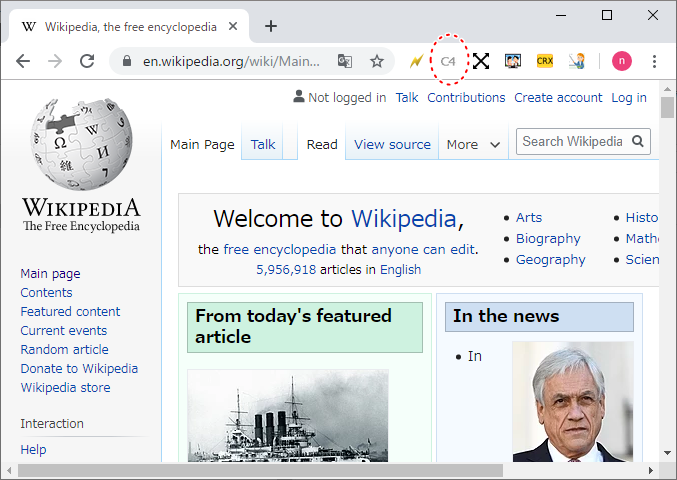 Wikipedia, the free encyclopedia
en.wikipedia.org/wiki/Main...
C4
CRX
n
Not logged in Talk Contributions Create account Log in
Main Page Talk Read View source More
Search Wikipedia
WIKIPEDIA
The Free Encyclopedia
Main page
Contents
Featured content
Current events
Random article
Donate to Wikipedia
Wikipedia store
Interaction
Help
Welcome to Wikipedia,
the free encyclopedia that anyone can edit.
5,956,918 articles in English
Arts
Biography
Geography
Histo
Math
Scien
From today's featured
article
In the news
In